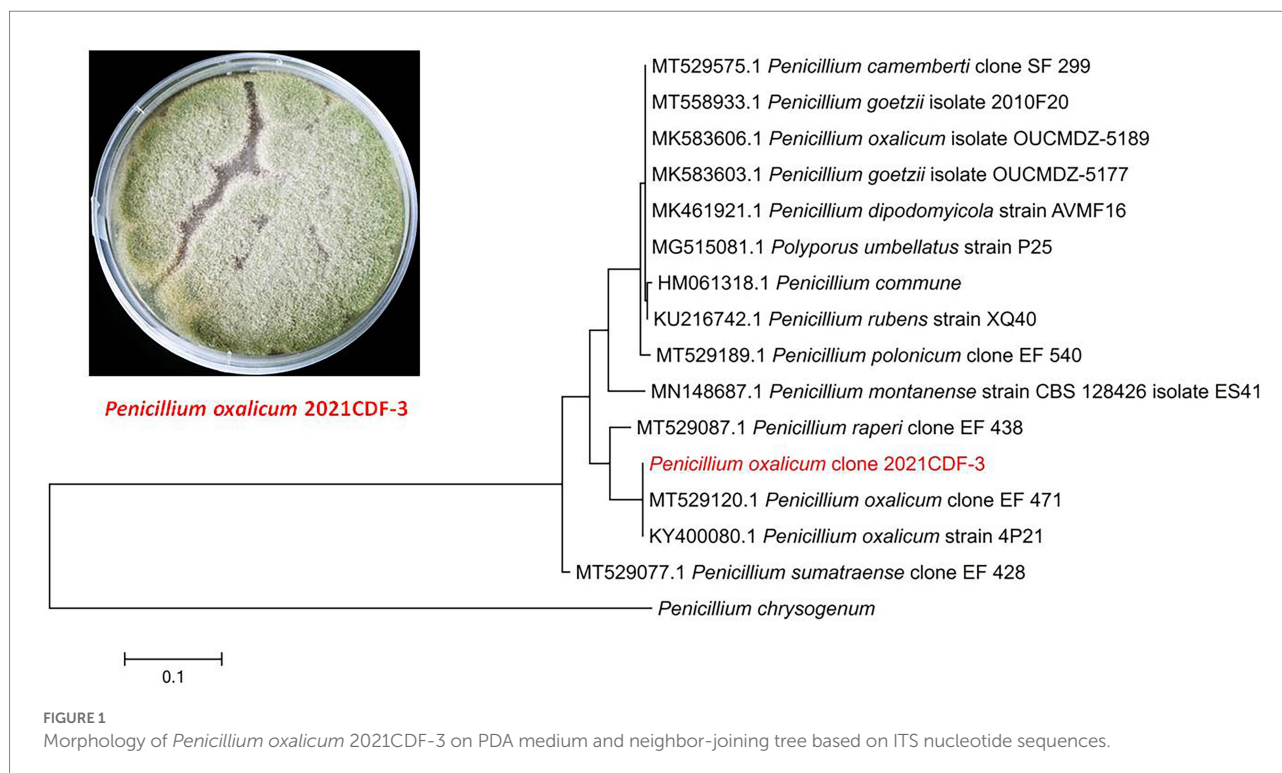 MT529575.1 Penicillium camemberti clone SF 299
MT558933.1 Penicillium goetzii isolate 2010F20
MK583606.1 Penicillium oxalicum isolate OUCMDZ-5189
MK583603.1 Penicillium goetzii isolate OUCMDZ-5177
MK461921.1 Penicillium dipodomyicola strain AVMF16
MG515081.1 Polyporus umbellatus strain P25
HM061318.1 Penicillium commune
KU216742.1 Penicillium rubens strain XQ40
MT529189.1 Penicillium polonicum clone EF 540
MN148687.1 Penicillium montanense strain CBS 128426 isolate ES41
MT529087.1 Penicillium raperi clone EF 438
Penicillium oxalicum clone 2021CDF-3
MT529120.1 Penicillium oxalicum clone EF 471
KY400080.1 Penicillium oxalicum strain 4P21
MT529077.1 Penicillium sumatraense clone EF 428
Penicillium chrysogenum
Penicillium oxalicum 2021CDF-3
0.1
FIGURE 1
Morphology of Penicillium oxalicum 2021CDF-3 on PDA medium and neighbor-joining tree based on ITS nucleotide sequences.